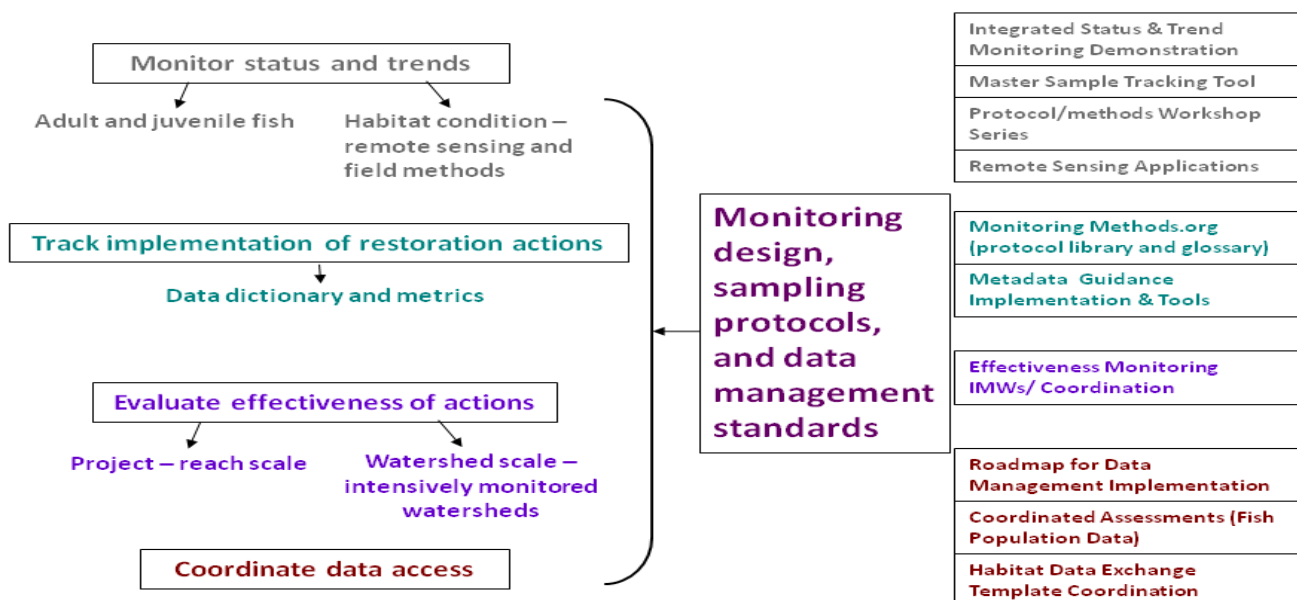 Monitor status and trends
Adult and juvenile fish
Habitat condition –
remote sensing and
field methods
Track implementation of restoration actions
Data dictionary and metrics
Evaluate effectiveness of actions
Project – reach scale
Watershed scale –
intensively monitored
watersheds
Coordinate data access
Monitoring
design,
sampling
protocols,
and data
management
standards
Integrated Status & Trend
Monitoring Demonstration
Master Sample Tracking Tool
Protocol/methods Workshop
Series
Remote Sensing Applications
Monitoring Methods.org
(protocol library and glossary)
Metadata Guidance
Implementation & Tools
Effectiveness Monitoring
IMWs/ Coordination
Roadmap for Data
Management Implementation
Coordinated Assessments (Fish
Population Data)
Habitat Data Exchange
Template Coordination